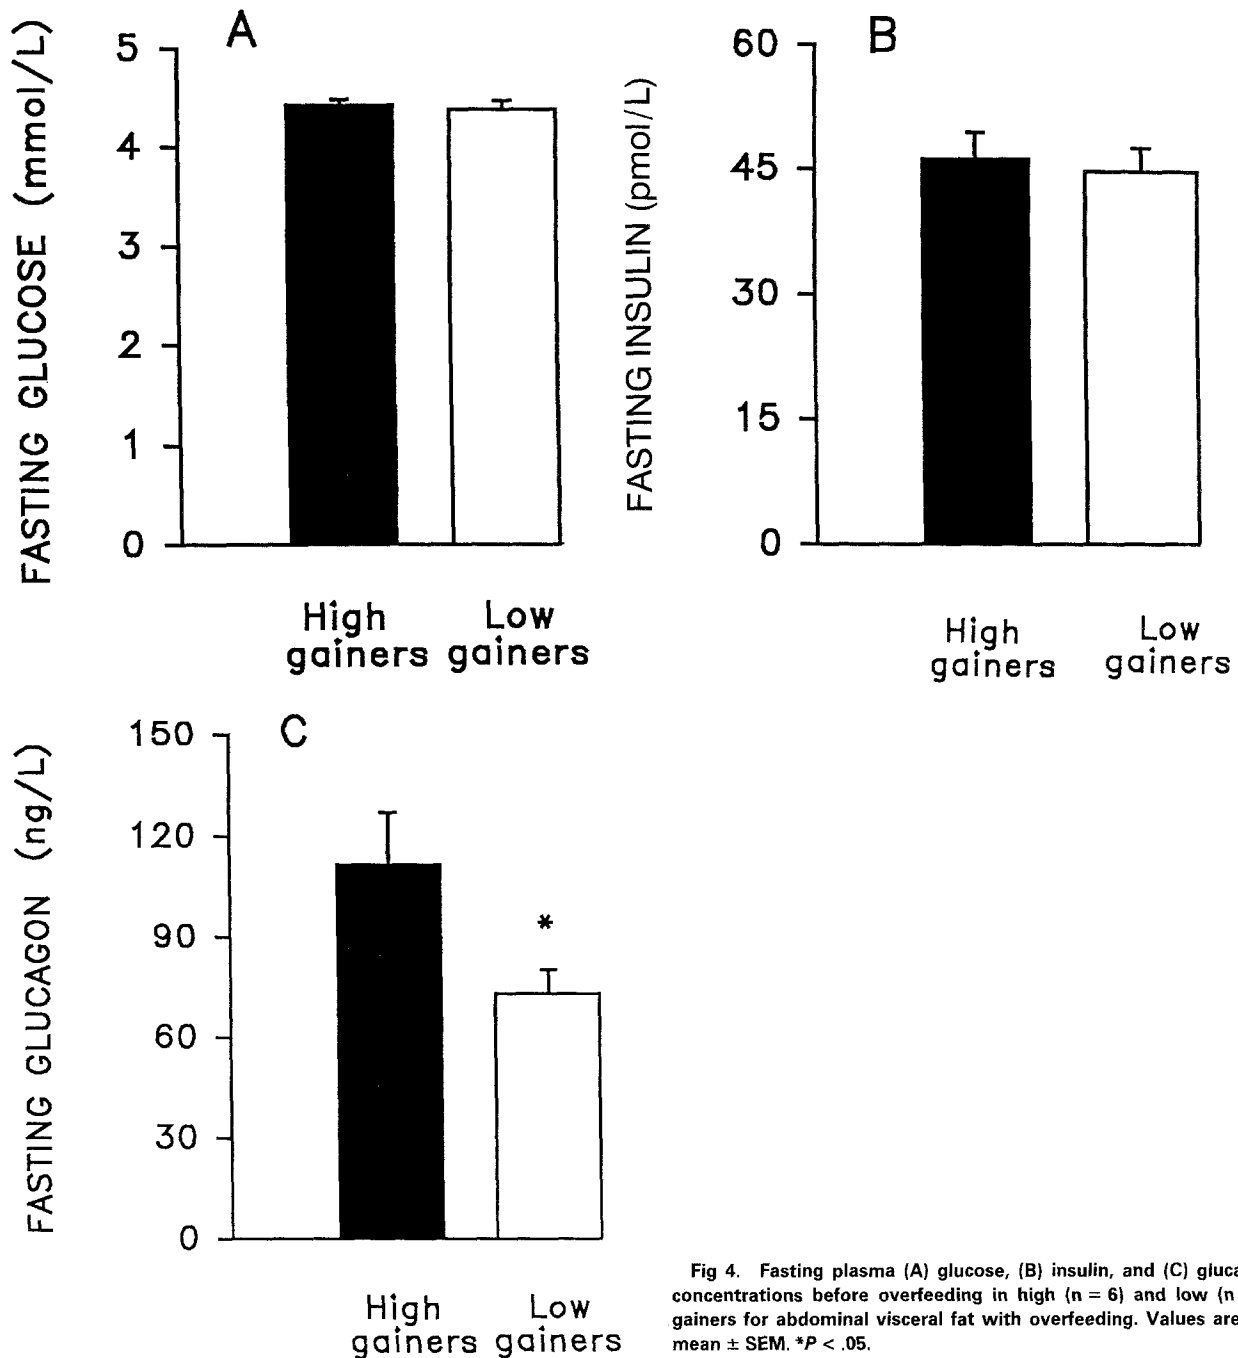 A
FASTING GLUCOSE (mmol/L)
5
4
3
2
1
0
High gainers
Low gainers
B
FASTING INSULIN (pmol/L)
60
45
30
15
0
High gainers
Low gainers
C
FASTING GLUCAGON (ng/L)
150
120
90
60
30
0
*
High gainers
Low gainers
Fig 4. Fasting plasma (A) glucose, (B) insulin, and (C)
concentrations before overfeeding in high (n = 6) and low (n
gainers for abdominal visceral fat with overfeeding. Values are
mean ± SEM. *P < .05.